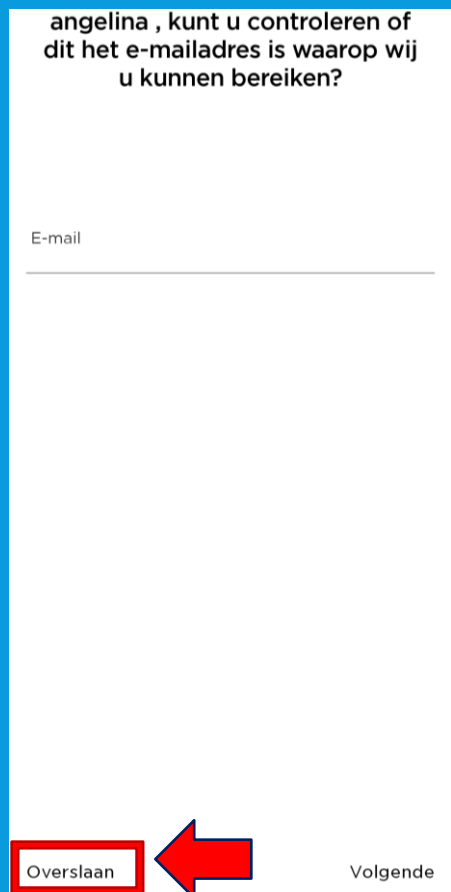 angelina , kunt u controleren of
dit het e-mailadres is waarop wij
u kunnen bereiken?
E-mail
Overslaan
Volgende